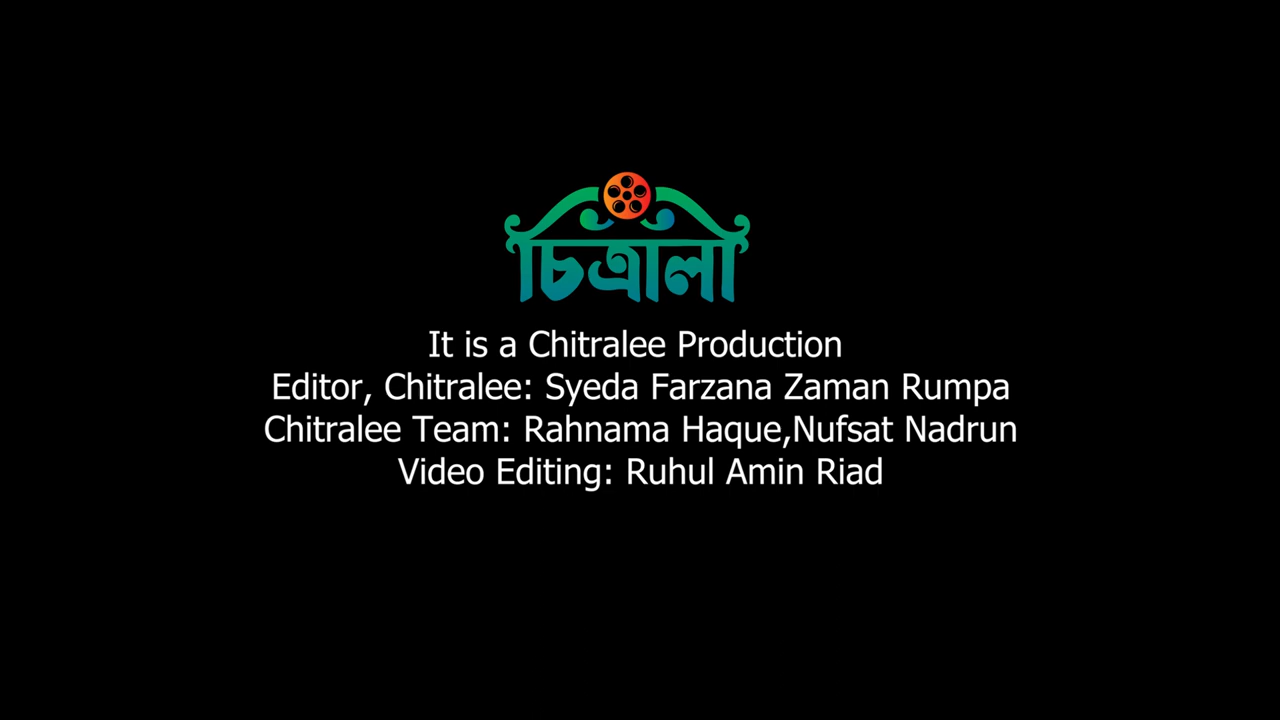 চিত্রালী
It is a Chitralee Production
Editor, Chitralee: Syeda Farzana Zaman Rumpa
Chitralee Team: Rahnama Haque,Nufsat Nadrun
Video Editing: Ruhul Amin Riad